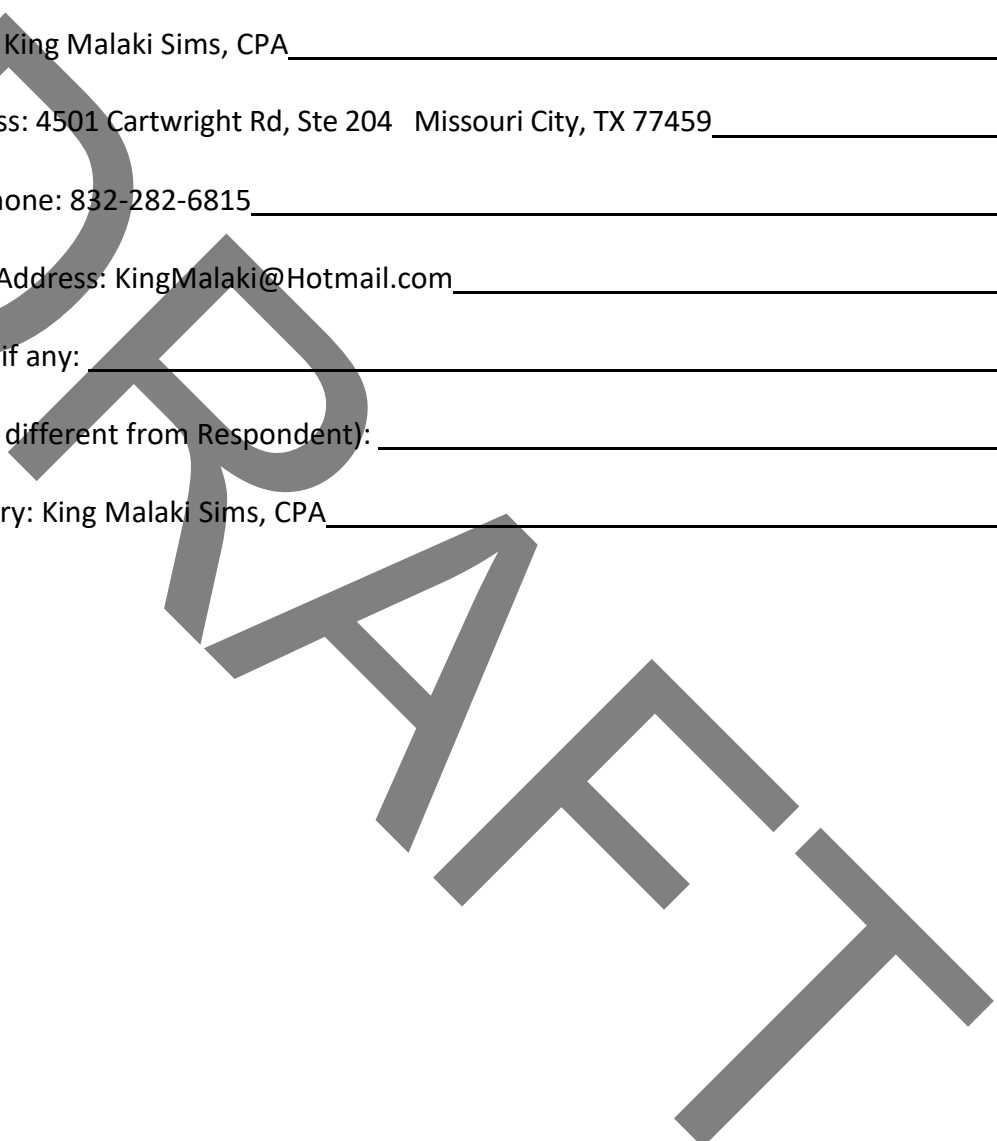 King Malaki Sims, CPA
ss: 4501 Cartwright Rd, Ste 204   Missouri City, TX 77459
hone: 832-282-6815
Address: KingMalaki@Hotmail.com
if any:
different from Respondent):
ry: King Malaki Sims, CPA
DRAFT